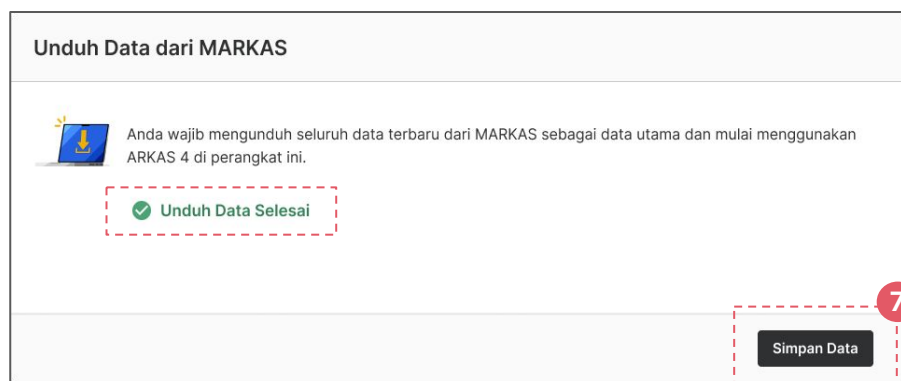 Unduh Data dari MARKAS
Anda wajib mengunduh seluruh data terbaru dari MARKAS sebagai data utama dan mulai menggunakan
ARKAS 4 di perangkat ini.
Unduh Data Selesai
7
Simpan Data